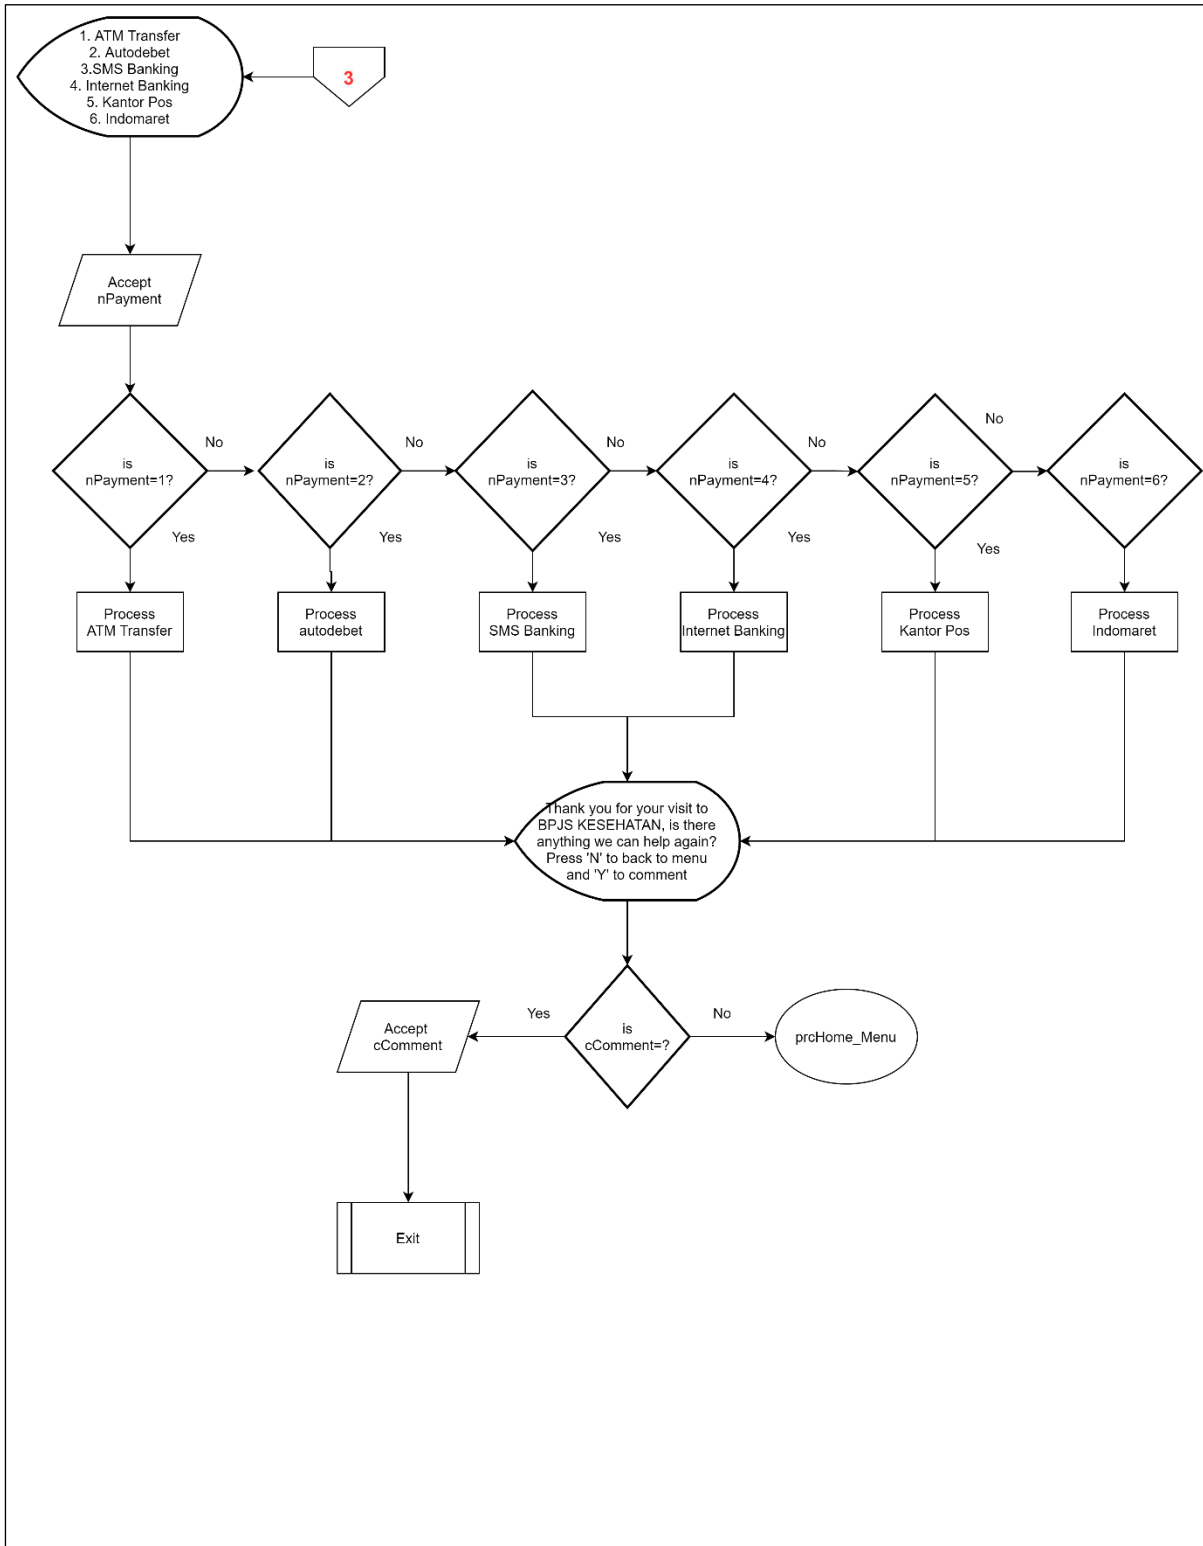 1. ATM Transfer
2. Autodebet
3.SMS Banking
4. Internet Banking
5. Kantor Pos
6. Indomaret
3
Accept
nPayment
is
nPayment=1?
No
Yes
is
nPayment=2?
No
Yes
is
nPayment=3?
No
Yes
is
nPayment=4?
No
Yes
is
nPayment=5?
No
Yes
is
nPayment=6?
Process
ATM Transfer
Process
autodebet
Process
SMS Banking
Process
Internet Banking
Process
Kantor Pos
Process
Indomaret
Thank you for your visit to
BPJS KESEHATAN, is there
anything we can help again?
Press 'N' to back to menu
and 'Y' to comment
is
cComment=?
Yes
No
Accept
cComment
prcHome_Menu
Exit